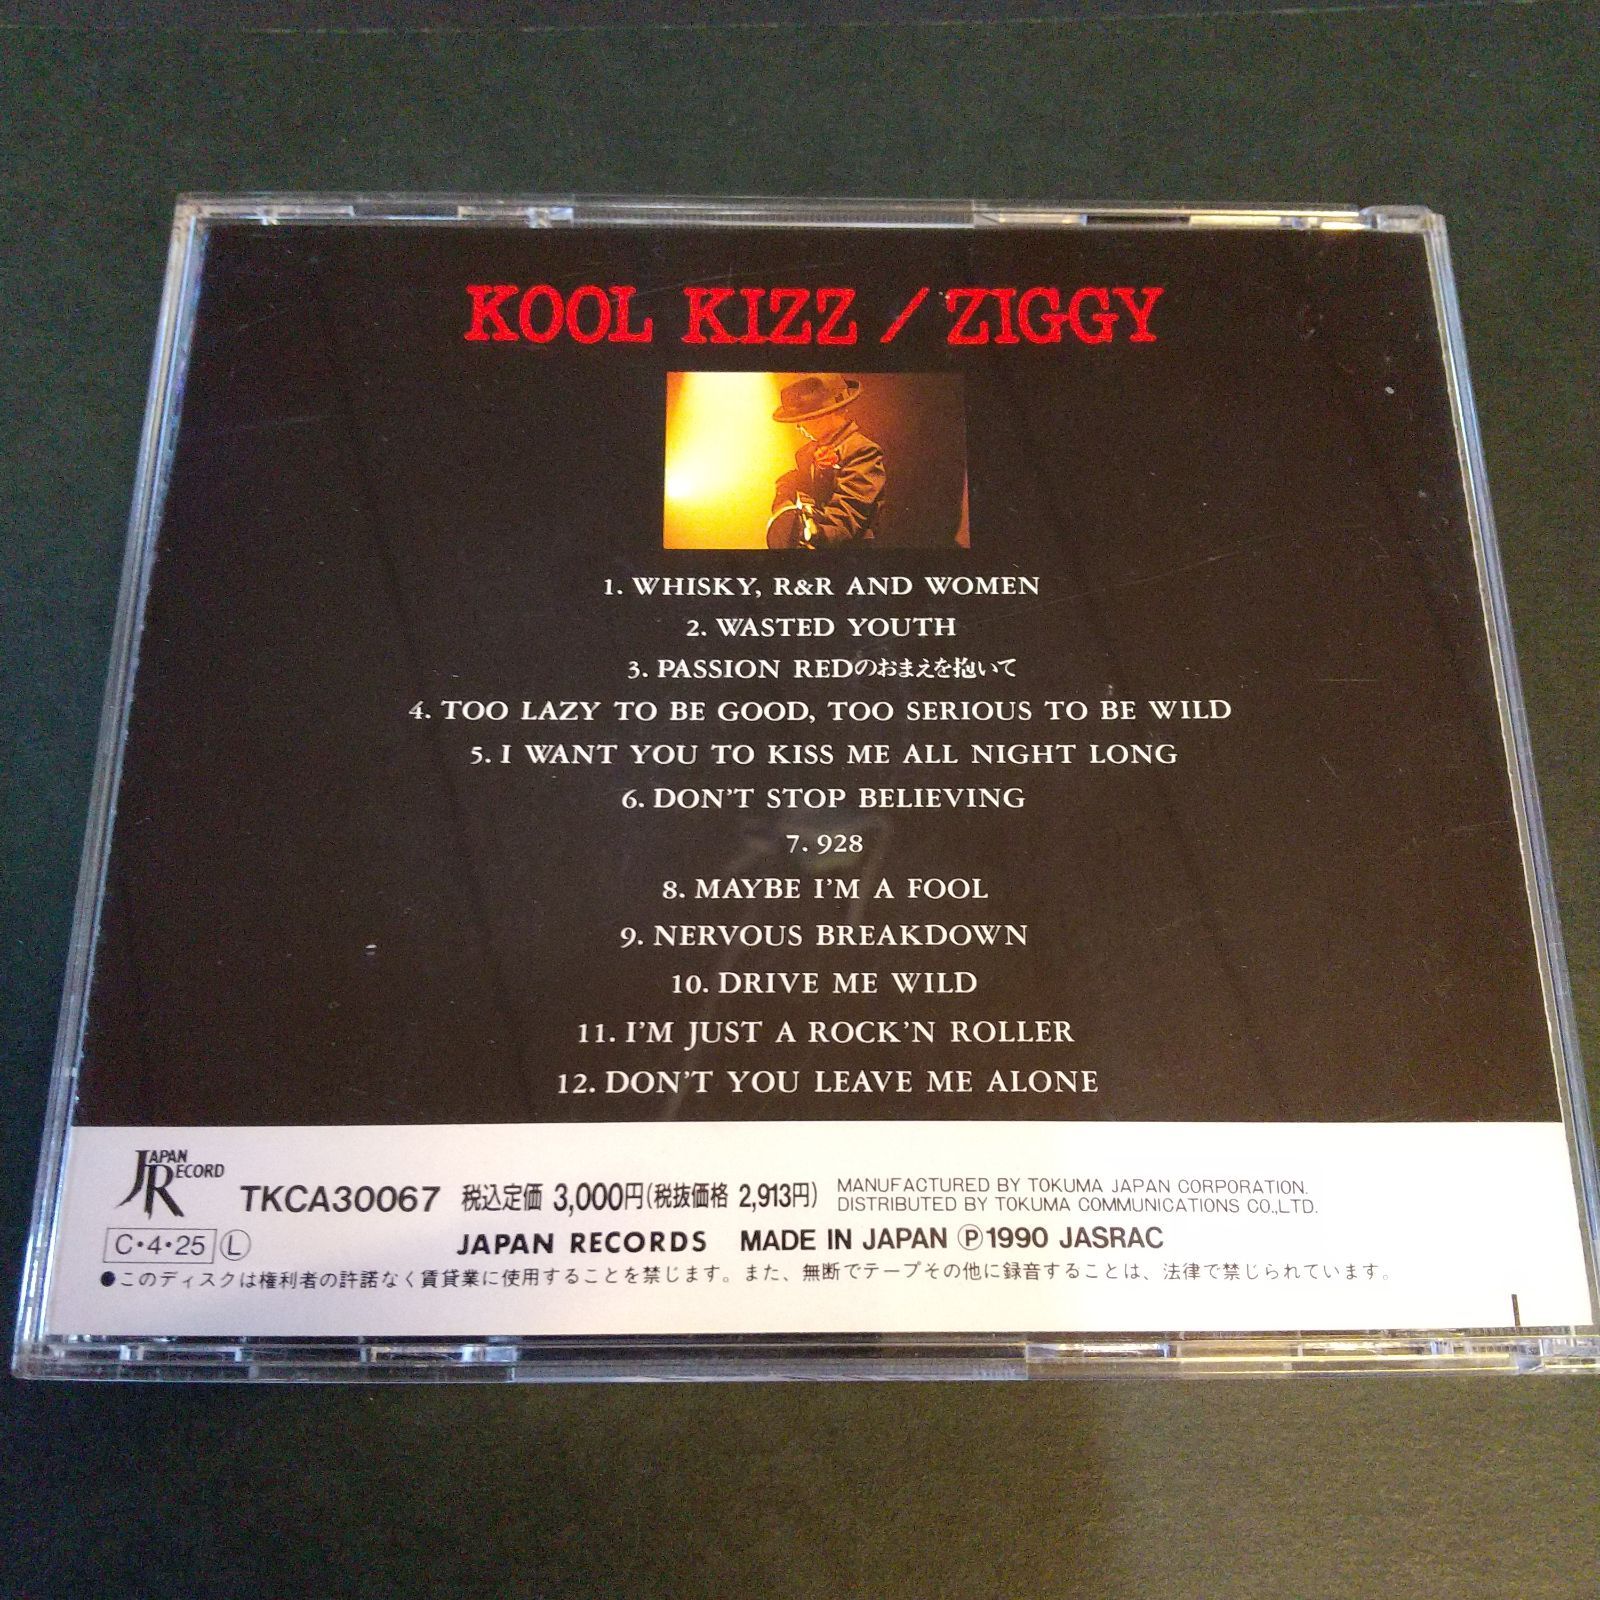 KOOL KIZZ / ZIGGY
1. WHISKY, R&R AND WOMEN
2. WASTED YOUTH
3. PASSION REDのおまえを抱いて
4. TOO LAZY TO BE GOOD, TOO SERIOUS TO BE WILD
5. I WANT YOU TO KISS ME ALL NIGHT LONG
6. DON'T STOP BELIEVING
7. 928
8. MAYBE I'M A FOOL
9. NERVOUS BREAKDOWN
10. DRIVE ME WILD
11. I'M JUST A ROCK'N ROLLER
12. DON'T YOU LEAVE ME ALONE
JAPAN RECORD
TKCA30067 税込定価 3,000円(税抜価格 2,913円)
MANUFACTURED BY TOKUMA JAPAN CORPORATION.
DISTRIBUTED BY TOKUMA COMMUNICATIONS CO.,LTD.
C・4・25 Ⓛ JAPAN RECORDS MADE IN JAPAN Ⓟ1990 JASRAC
●このディスクは権利者の許諾なく賃貸業に使用することを禁じます。また、無断でテープその他に録音することは、法律で禁じられています。